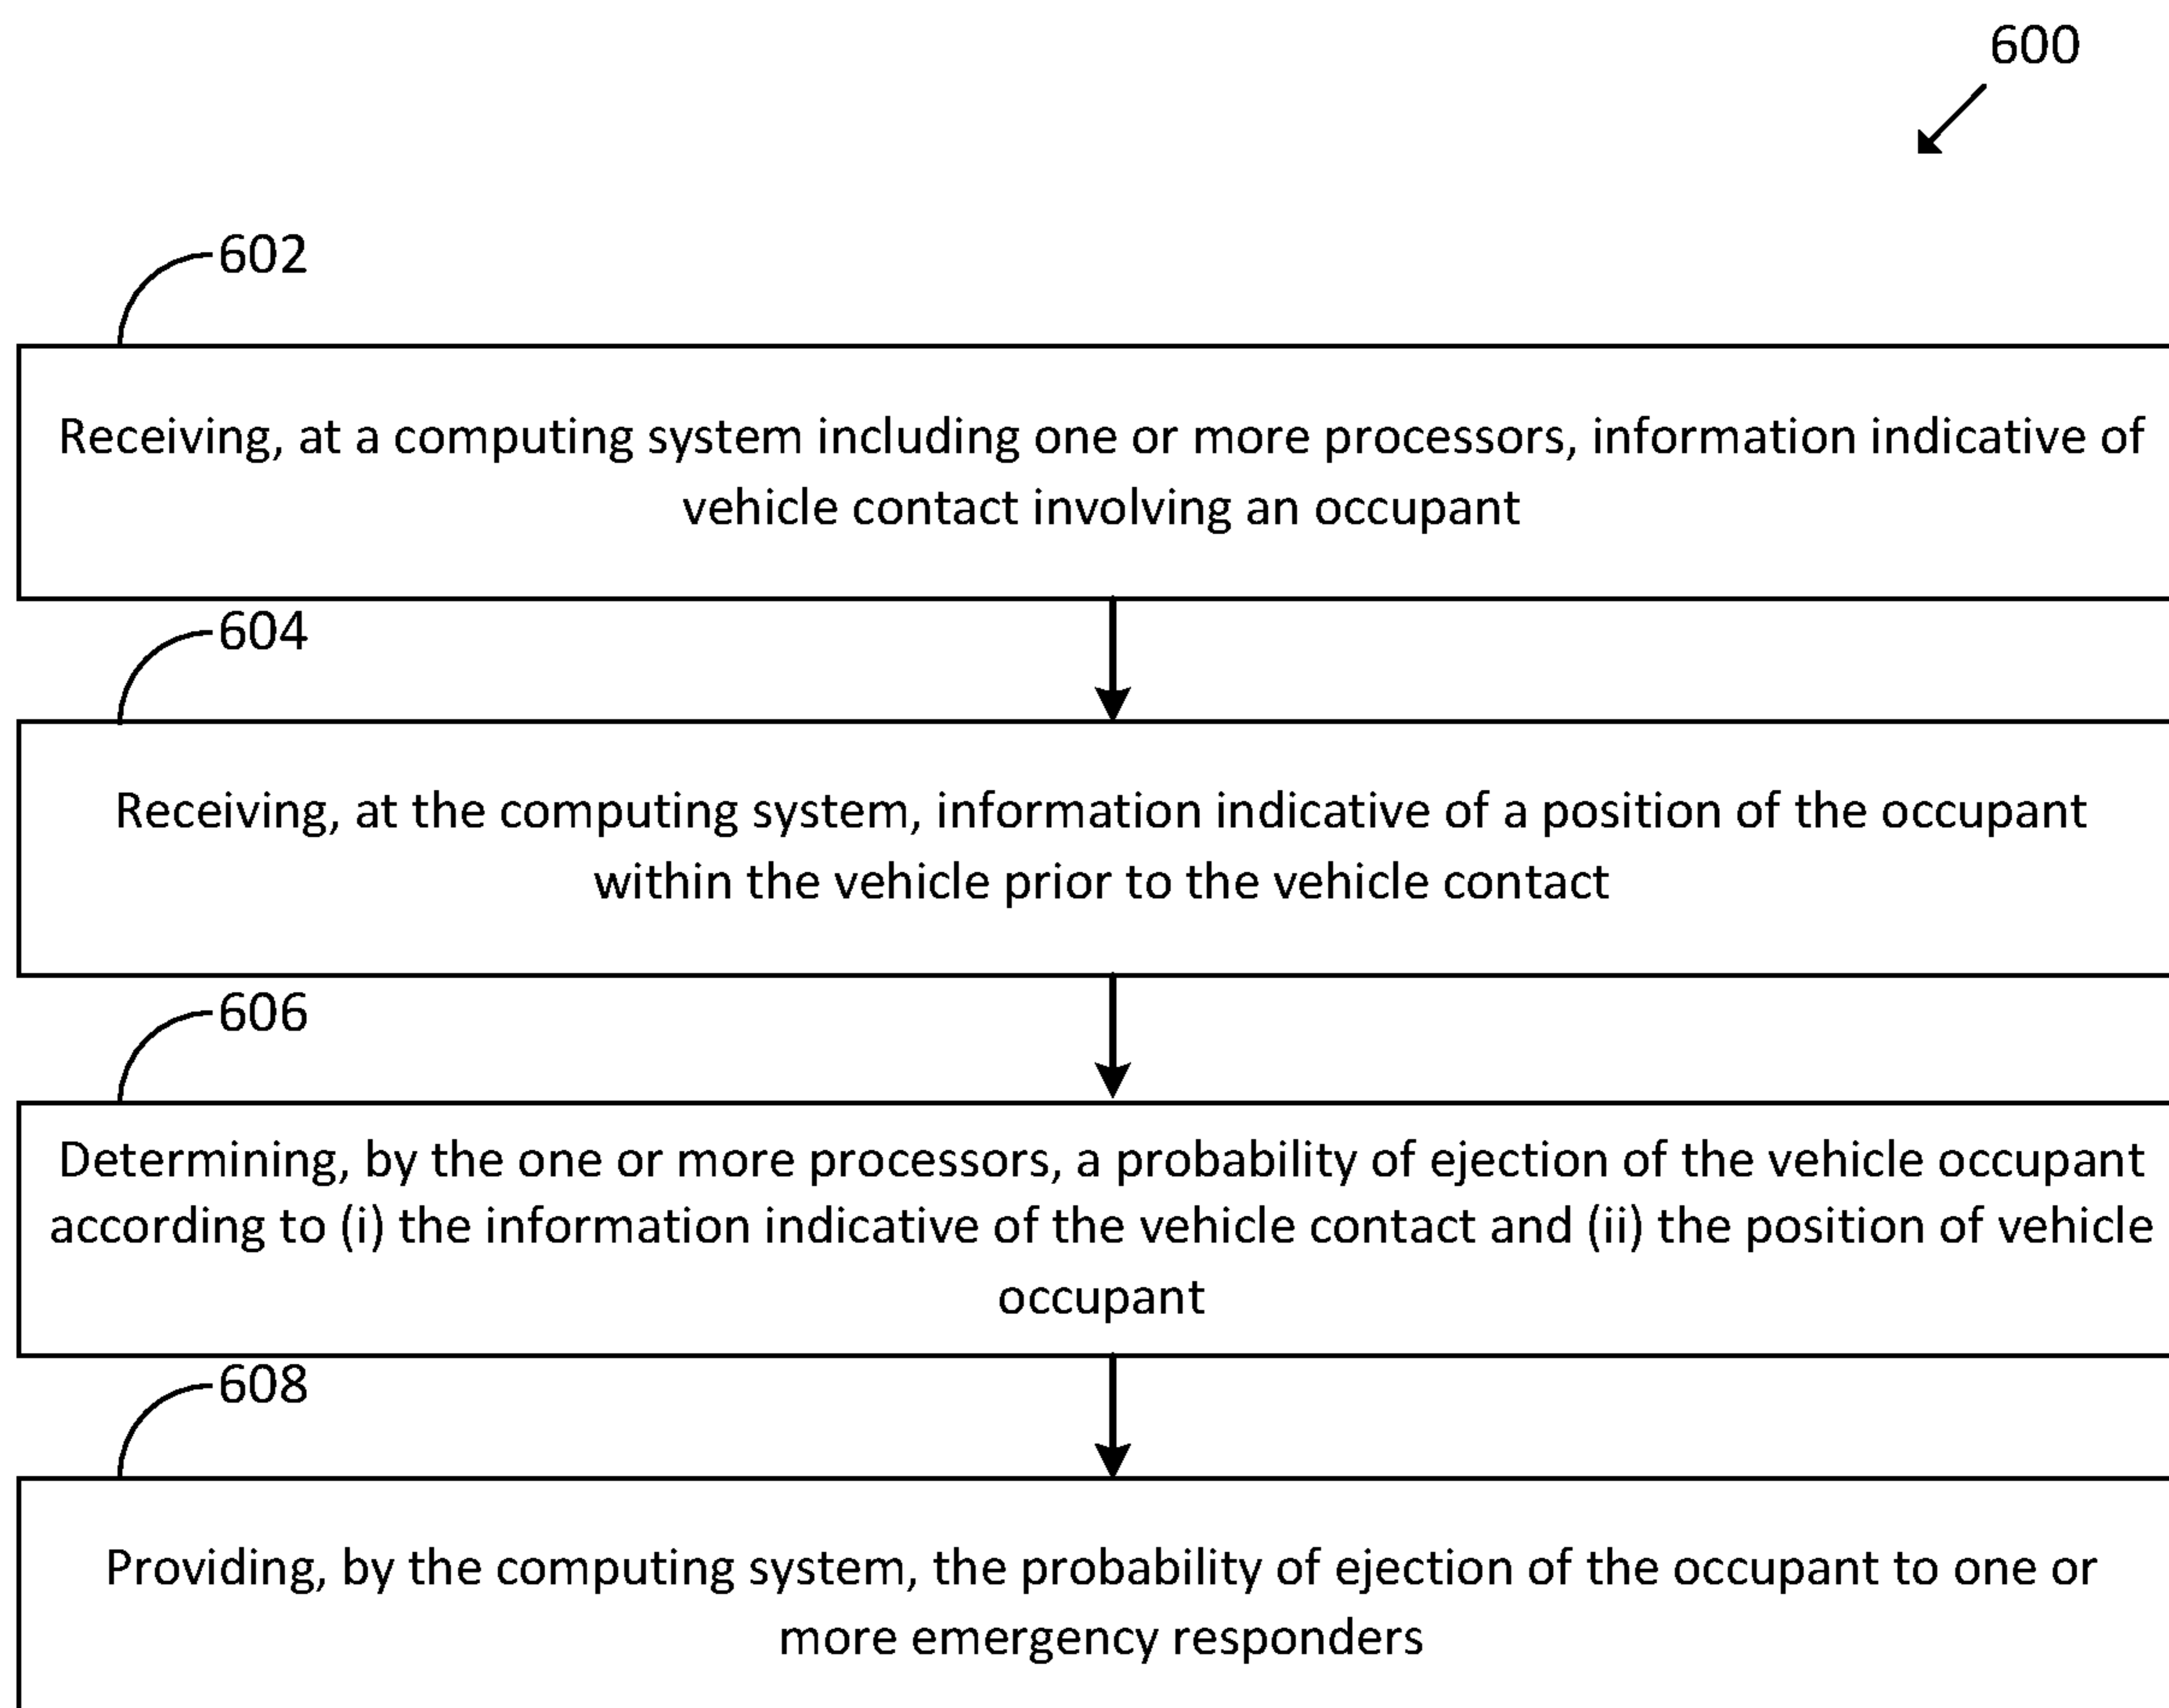 600
602
Receiving, at a computing system including one or more processors, information indicative of
vehicle contact involving an occupant
604
Receiving, at the computing system, information indicative of a position of the occupant
within the vehicle prior to the vehicle contact
606
Determining, by the one or more processors, a probability of ejection of the vehicle occupant
according to (i) the information indicative of the vehicle contact and (ii) the position of vehicle
occupant
608
Providing, by the computing system, the probability of ejection of the occupant to one or
more emergency responders